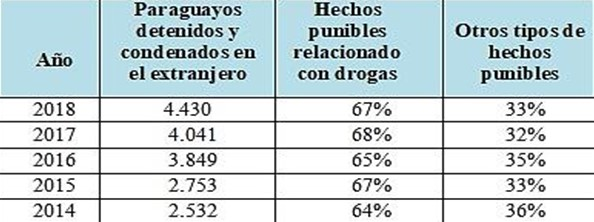 Año
Paraguayos
detenidos y
condenados en
el extranjero
Hechos
punibles
relacionado
con drogas
Otros tipos de
hechos
punibles
2018 4.430 67% 33%
2017 4.041 68% 32%
2016 3.849 65% 35%
2015 2.753 67% 33%
2014 2.532 64% 36%